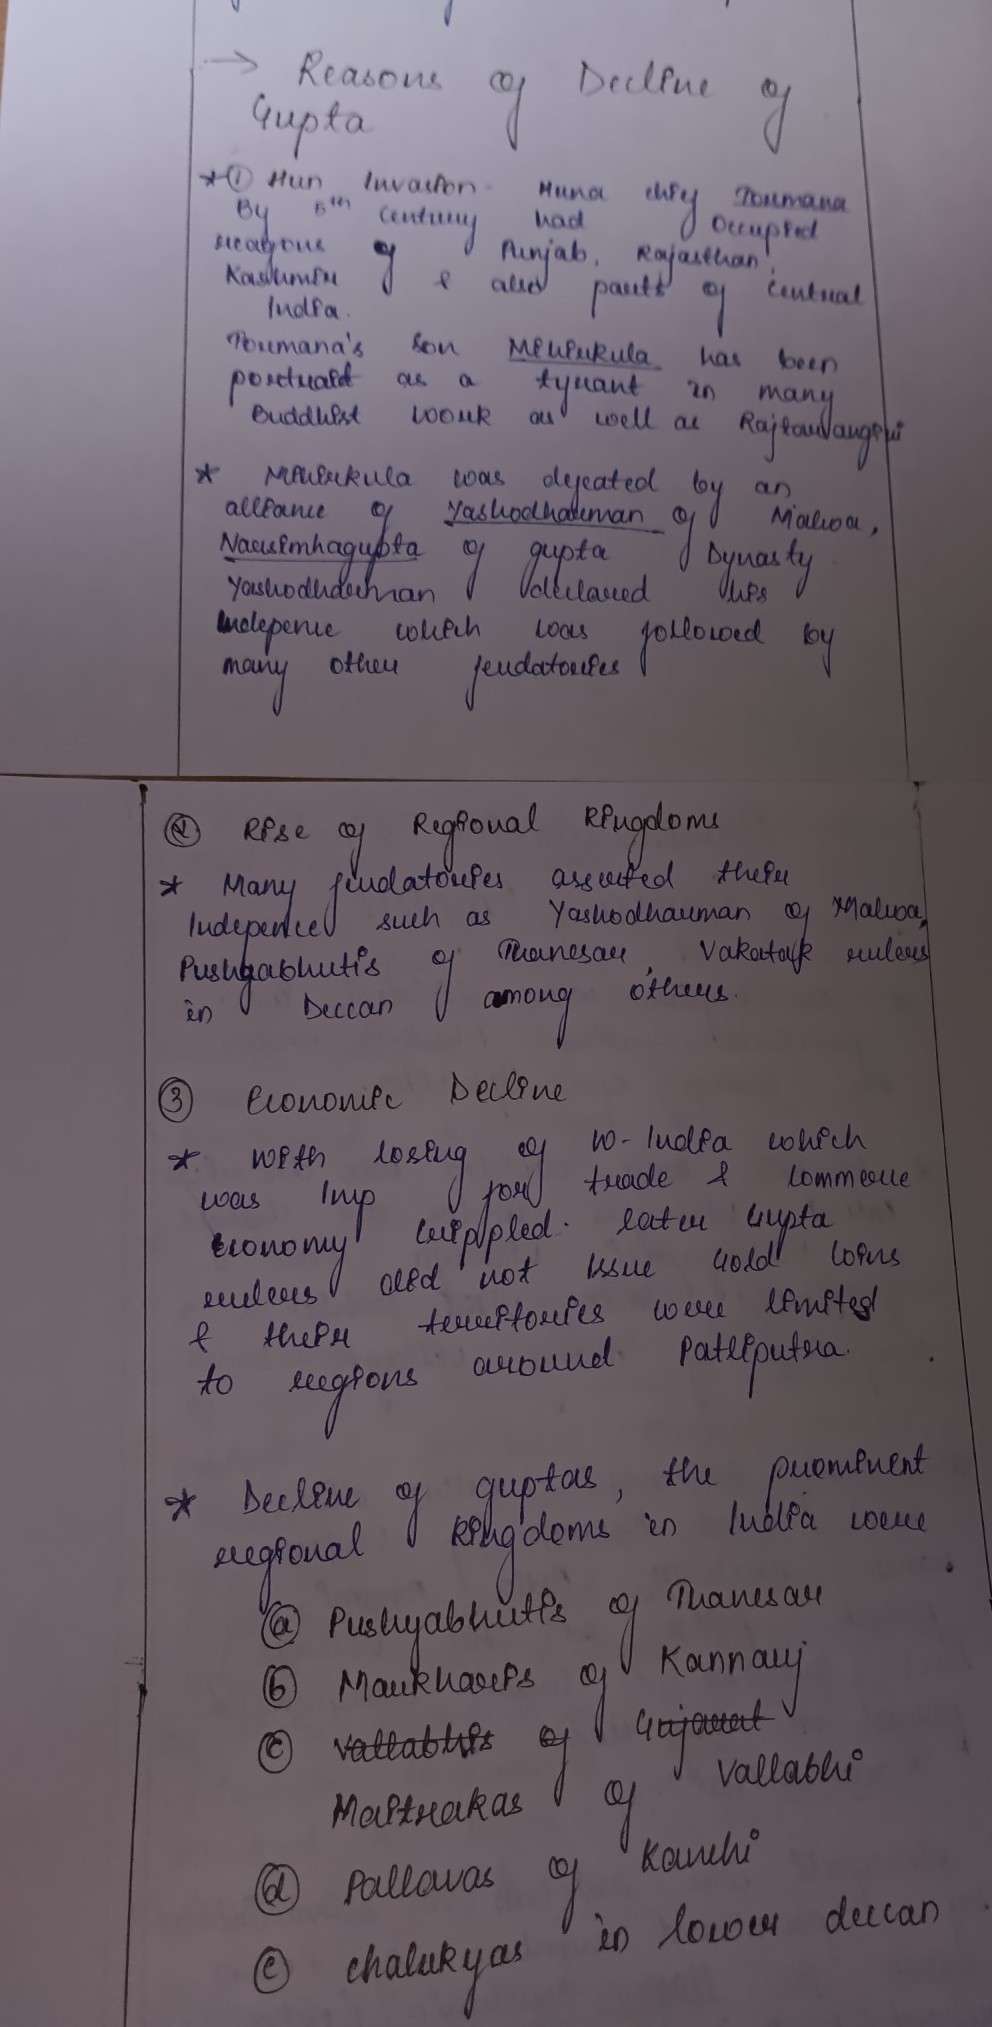 → Reasons of Decline of
Gupta
*① Hun Invasion - Huna chief Toramana
By 5th century had occupied
reagons of Punjab, Rajasthan,
Kashmir & also parts of central
India.
Toramana's son Mihirkula has been
portraid as a tyrant in many
Buddhist work as well as Rajtarangini
* Mihirkula was defeated by an
alliance of Yashodharman of Malwa,
Narsimhagupta of gupta Dynasty
Yashodharman declared his
Indepence which was followed by
many other feudatories
② Rise of Regional Kingdoms
* Many feudatories asserted their
Indepence such as Yashodharman of Malwa,
Pushyabhutis of Thanesar, Vakatak rulers
in Deccan among others.
③ Economic Decline
* With losing of W-India which
was Imp for trade & commerce
economy crippled. later Gupta
rulers did not issue Gold coins
& their territories were limited
to regions around Patliputra.
* Decline of guptas, the prominent
regional kingdoms in India were
ⓐ Pushyabhutis of Thanesar
ⓑ Maukharis of Kannauj
ⓒ Vallabhis of Gujarat
Maitrakas of Vallabhi
ⓓ Pallavas of Kanchi
ⓔ Chalukyas in lower deccan